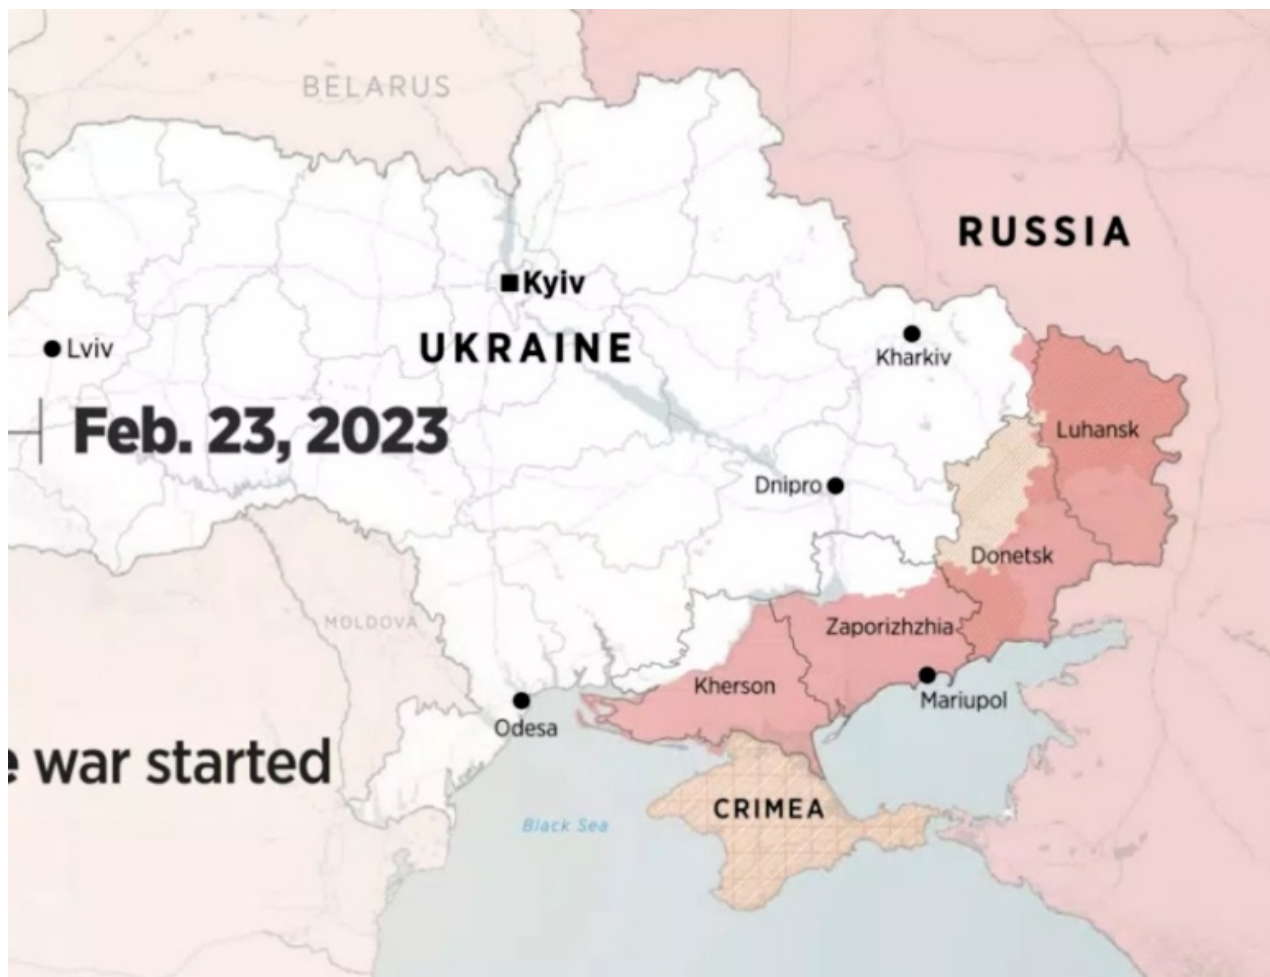 BELARUS
RUSSIA
Kyiv
UKRAINE
Kharkiv
Lviv
Feb. 23, 2023
Luhansk
Dnipro
Donetsk
MOLDOVA
Zaporizhzhia
Kherson
Mariupol
Odesa
war started
CRIMEA
Black Sea